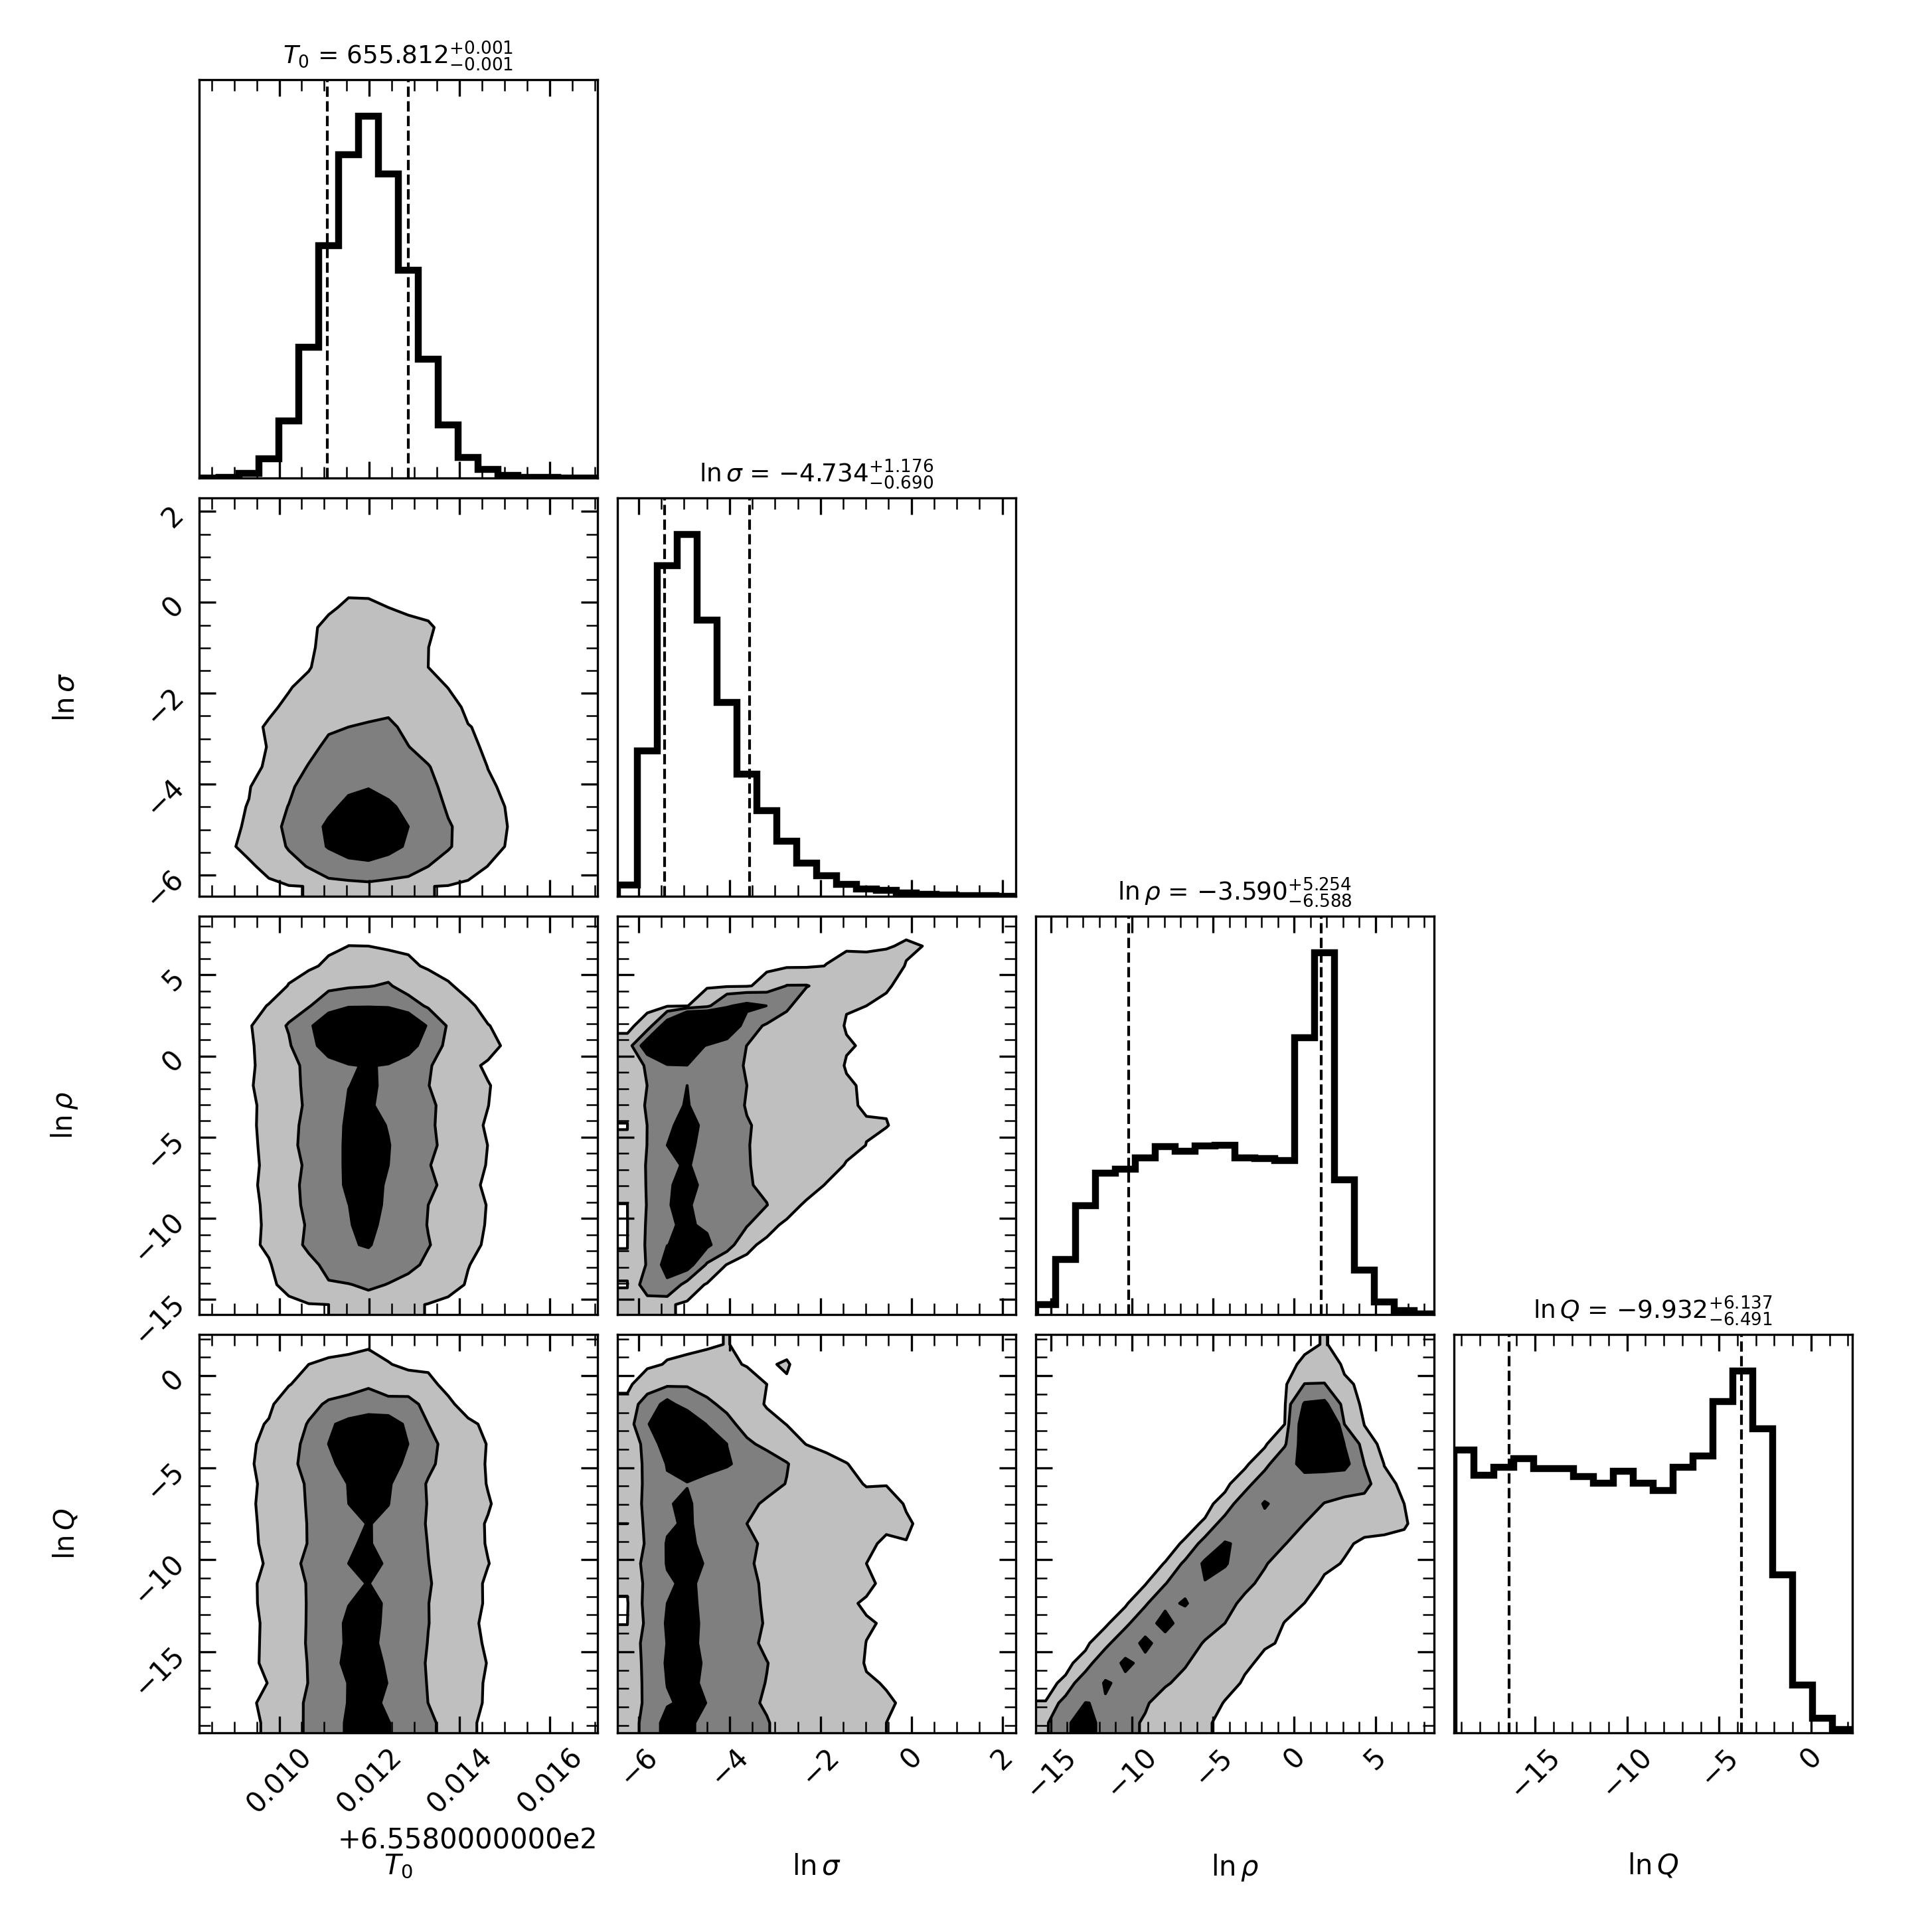 T₀ = 655.812 +0.001 −0.001
ln σ = −4.734 +1.176 −0.690
2
0
−2
−4
−6
ln σ
ln ρ = −3.590 +5.254 −6.588
5
0
−5
−10
−15
ln ρ
ln Q = −9.932 +6.137 −6.491
0
−5
−10
−15
ln Q
0.010 0.012 0.014 0.016
−6 −4 −2 0 2
−15 −10 −5 0 5
−15 −10 −5 0
+6.5580000000e2
T₀ ln σ ln ρ ln Q